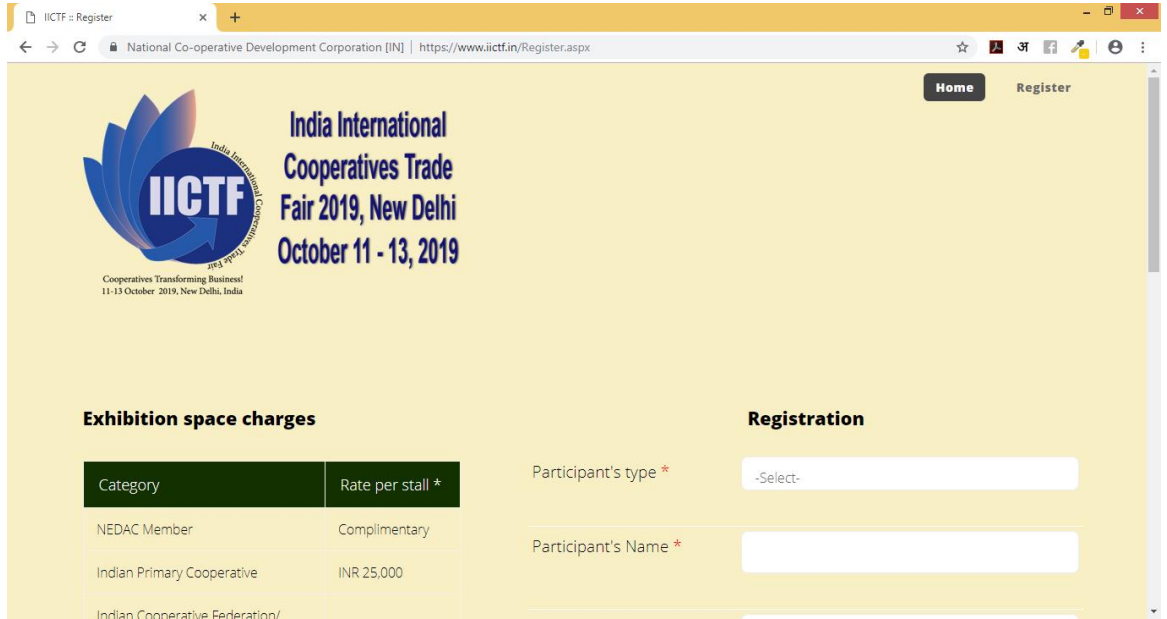 IICTF :: Register
National Co-operative Development Corporation [IN] | https://www.iictf.in/Register.aspx
अ
Home
Register
India International Cooperatives Trade Fair
IICTF
Cooperatives Transforming Business!
11-13 October 2019, New Delhi, India
India International
Cooperatives Trade
Fair 2019, New Delhi
October 11 - 13, 2019
Exhibition space charges
Category
Rate per stall *
NEDAC Member
Complimentary
Indian Primary Cooperative
INR 25,000
Indian Cooperative Federation/
Registration
Participant's type *
-Select-
Participant's Name *